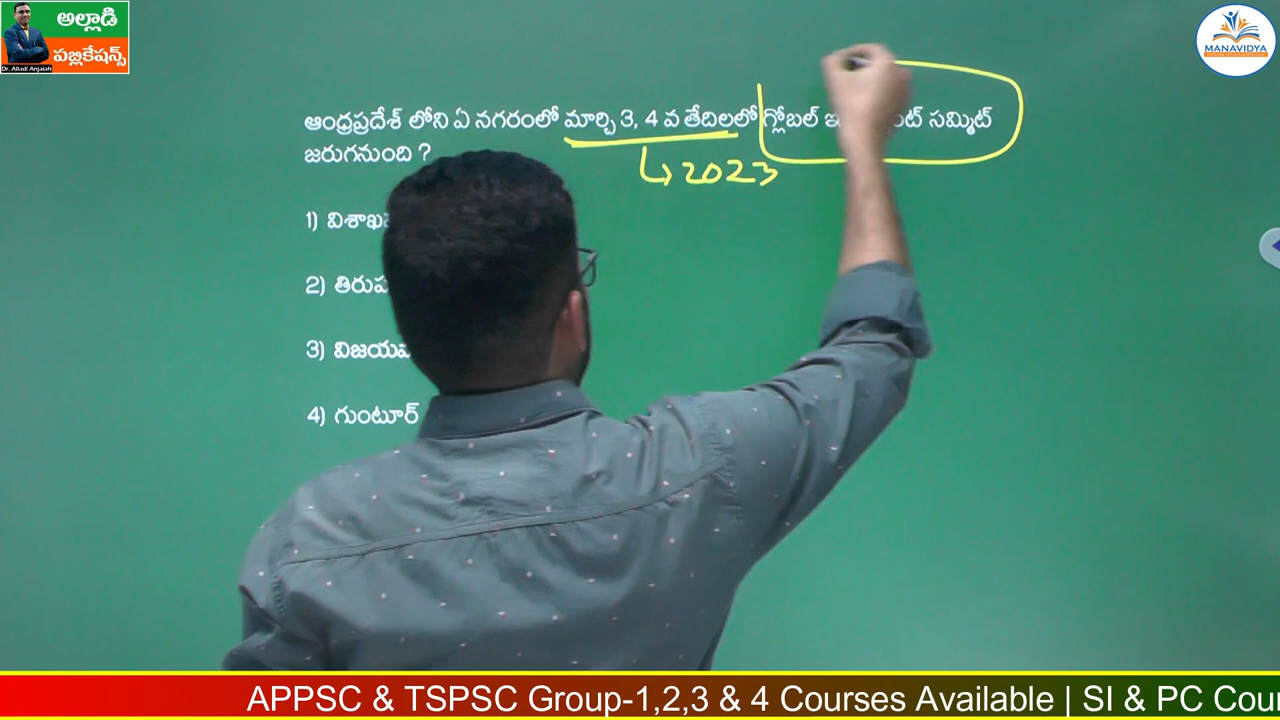 అల్లాడి
పబ్లికేషన్స్
Dr. Alladi Anjaiah
MANAVIDYA
ఆంధ్రప్రదేశ్ లోని ఏ నగరంలో మార్చి 3, 4 వ తేదిలలో గ్లోబల్ సమ్మిట్
జరుగనుంది ?
↳ 2023
1)
2)
3)
4) గుంటూర్
APPSC & TSPSC Group-1,2,3 & 4 Courses Available | SI & PC